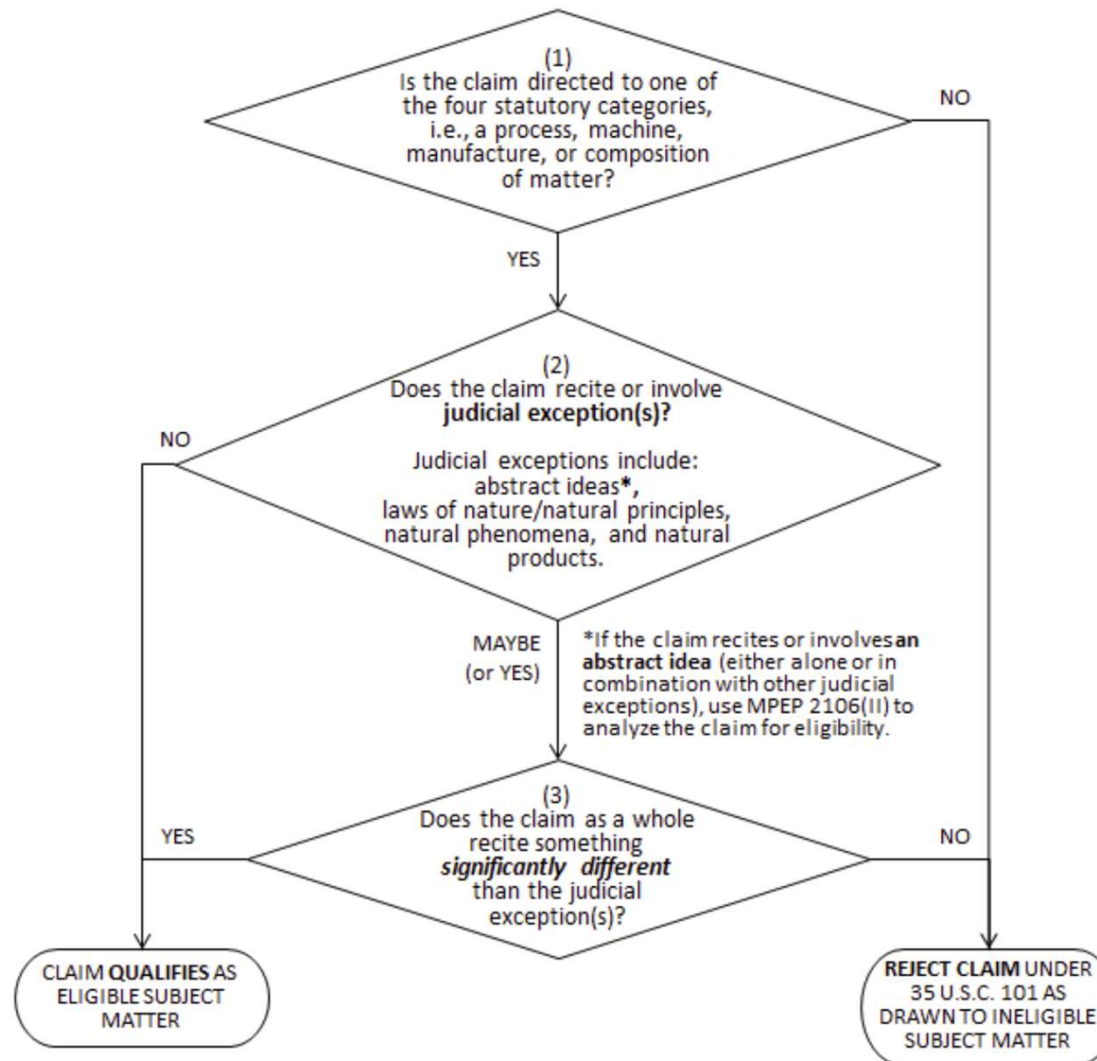 (1)
Is the claim directed to one of
the four statutory categories,
i.e., a process, machine,
manufacture, or composition
of matter?
NO
YES
(2)
Does the claim recite or involve
judicial exception(s)?
NO
Judicial exceptions include:
abstract ideas*,
laws of nature/natural principles,
natural phenomena, and natural
products.
MAYBE
(or YES)
*If the claim recites or involves an
abstract idea (either alone or in
combination with other judicial
exceptions), use MPEP 2106(II) to
analyze the claim for eligibility.
(3)
Does the claim as a whole
recite something
significantly different
than the judicial
exception(s)?
YES
NO
CLAIM QUALIFIES AS
ELIGIBLE SUBJECT
MATTER
REJECT CLAIM UNDER
35 U.S.C. 101 AS
DRAWN TO INELIGIBLE
SUBJECT MATTER